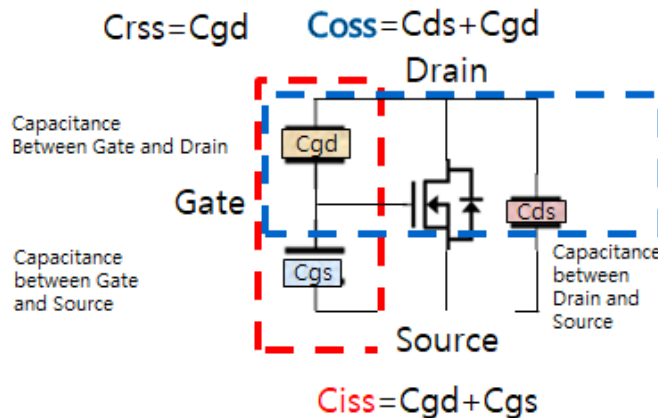 Crss=Cgd
Coss=Cds+Cgd
Drain
Capacitance
Between Gate and Drain
Cgd
Gate
Cds
Capacitance
between Gate
and Source
Cgs
Capacitance
between
Drain and
Source
Source
Ciss=Cgd+Cgs